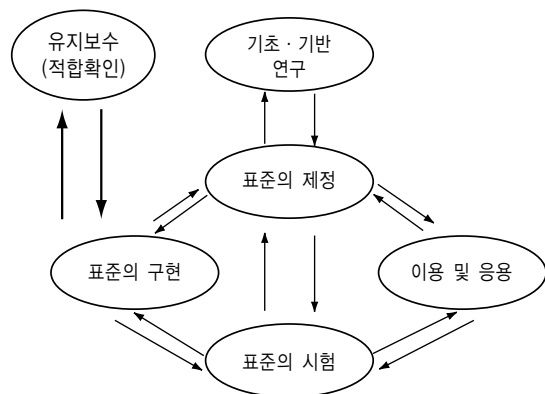 유지보수
(적합확인)
기초 · 기반
연구
표준의 제정
표준의 구현
이용 및 응용
표준의 시험